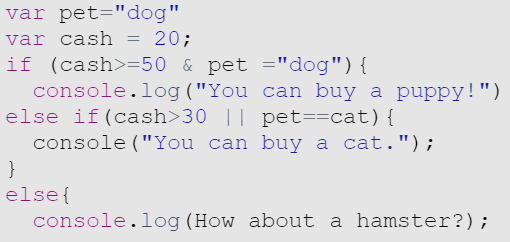 var pet="dog"
var cash = 20;
if (cash>=50 & pet ="dog"){
  console.log("You can buy a puppy!")
else if(cash>30 || pet==cat){
  console("You can buy a cat.");
}
else{
  console.log(How about a hamster?);